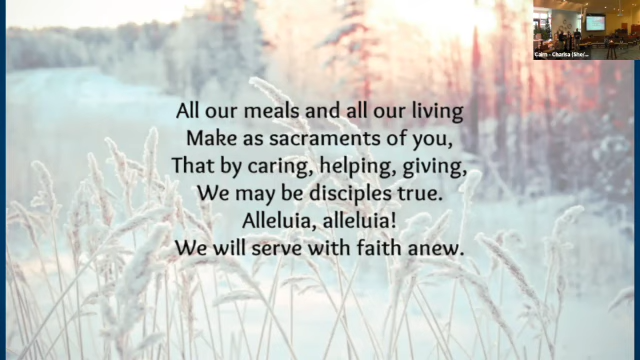 All our meals and all our living
Make as sacraments of you,
That by caring, helping, giving,
We may be disciples true.
Alleluia, alleluia!
We will serve with faith anew.